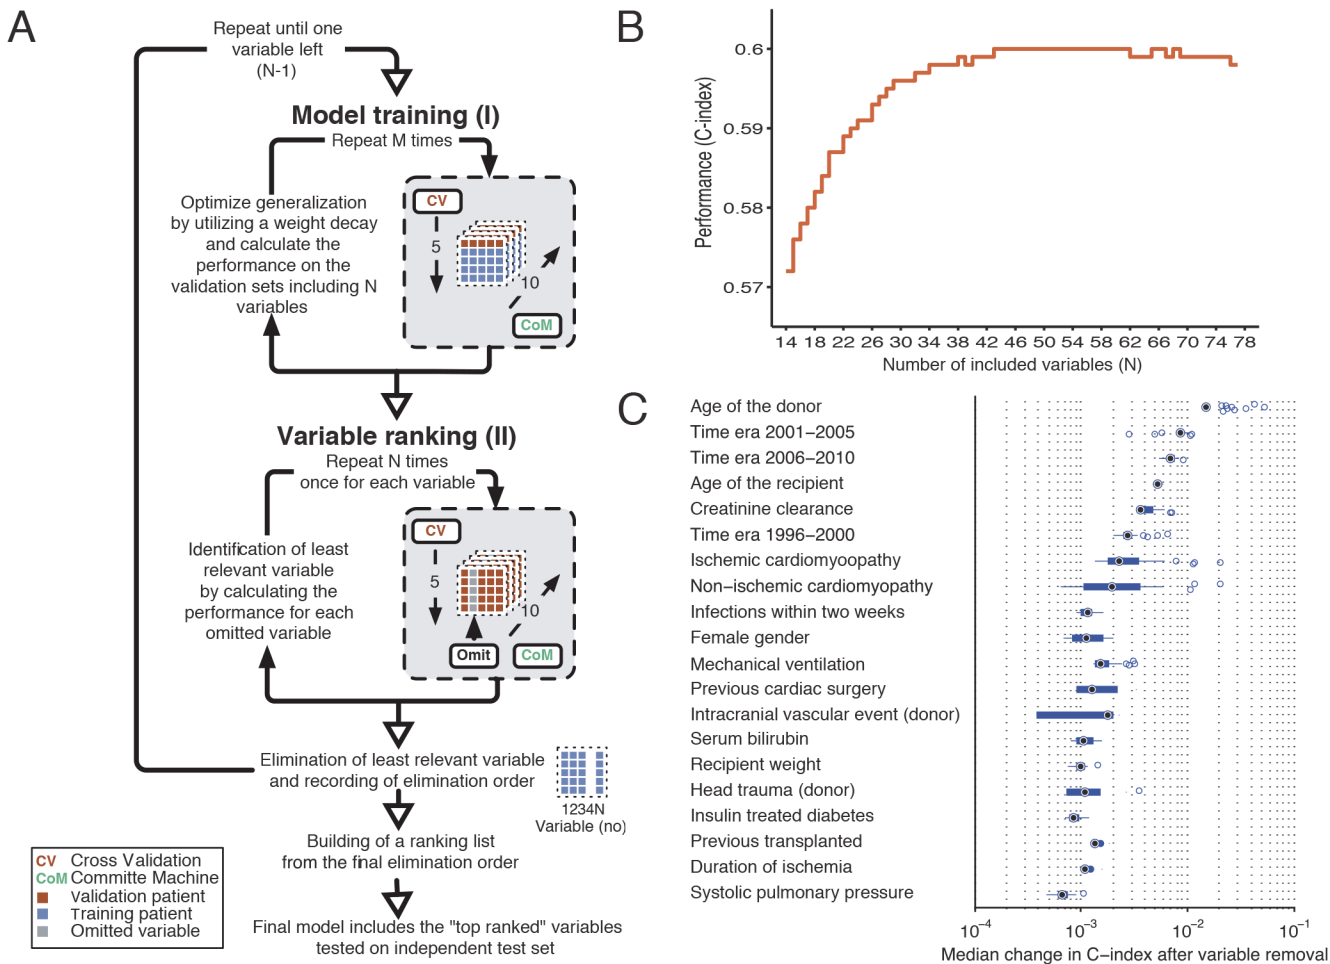 A
Repeat until one
variable left
(N-1)
Model training (I)
Repeat M times
Optimize generalization
by utilizing a weight decay
and calculate the
performance on the
validation sets including N
variables
CV
5
10
CoM
Variable ranking (II)
Repeat N times
once for each variable
Identification of least
relevant variable
by calculating the
performance for each
omitted variable
CV
5
10
Omit
CoM
Elimination of least relevant variable
and recording of elimination order
1234N
Variable (no)
Building of a ranking list
from the final elimination order
Final model includes the "top ranked" variables
tested on independent test set
CV Cross Validation
CoM Committe Machine
Validation patient
Training patient
Omitted variable
B
Performance (C-index)
0.6
0.59
0.58
0.57
14 18 22 26 30 34 38 42 46 50 54 58 62 66 70 74 78
Number of included variables (N)
C
Age of the donor
Time era 2001−2005
Time era 2006−2010
Age of the recipient
Creatinine clearance
Time era 1996−2000
Ischemic cardiomyoopathy
Non−ischemic cardiomyopathy
Infections within two weeks
Female gender
Mechanical ventilation
Previous cardiac surgery
Intracranial vascular event (donor)
Serum bilirubin
Recipient weight
Head trauma (donor)
Insulin treated diabetes
Previous transplanted
Duration of ischemia
Systolic pulmonary pressure
10−4 10−3 10−2 10−1
Median change in C−index after variable removal